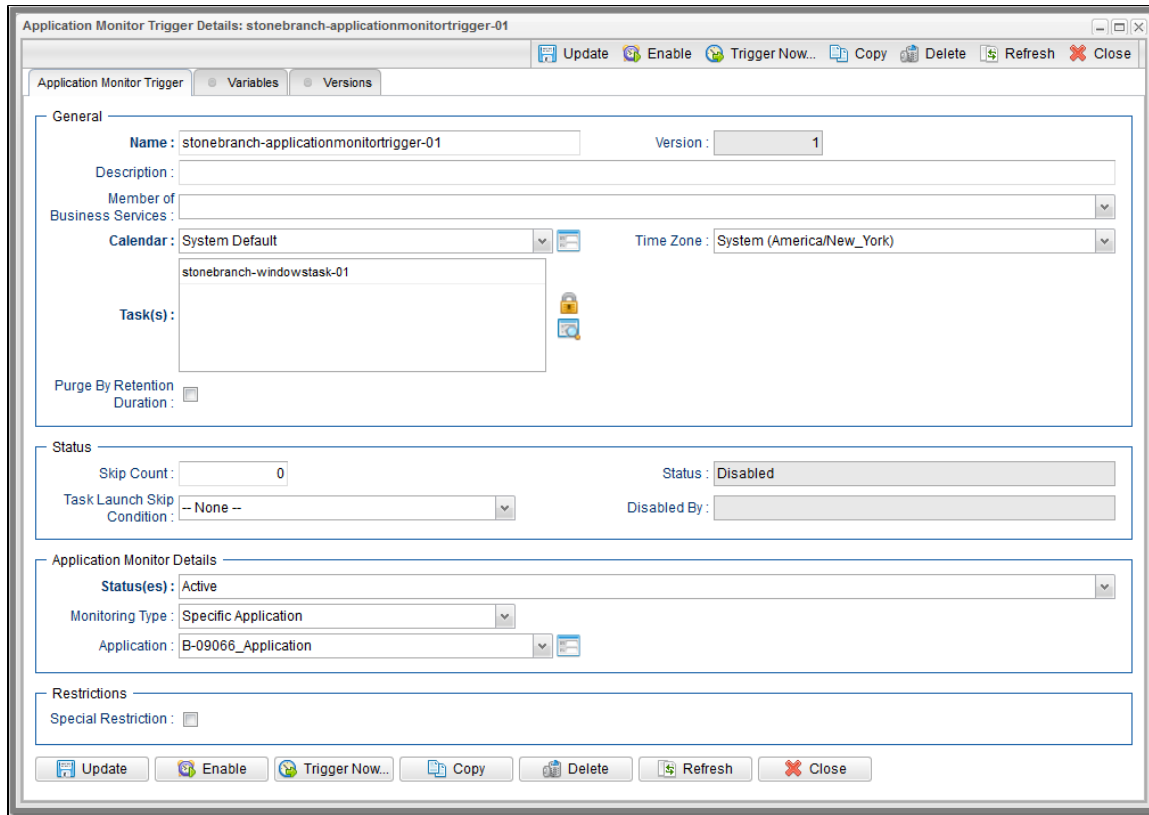 Application Monitor Trigger Details: stonebranch-applicationmonitortrigger-01
Update Enable Trigger Now... Copy Delete Refresh Close
Application Monitor Trigger Variables Versions
General
Name : stonebranch-applicationmonitortrigger-01 Version : 1
Description :
Member of
Business Services :
Calendar : System Default Time Zone : System (America/New_York)
stonebranch-windowstask-01
Task(s) :
Purge By Retention
Duration :
Status
Skip Count : 0 Status : Disabled
Task Launch Skip
Condition : -- None -- Disabled By :
Application Monitor Details
Status(es) : Active
Monitoring Type : Specific Application
Application : B-09066_Application
Restrictions
Special Restriction :
Update Enable Trigger Now... Copy Delete Refresh Close